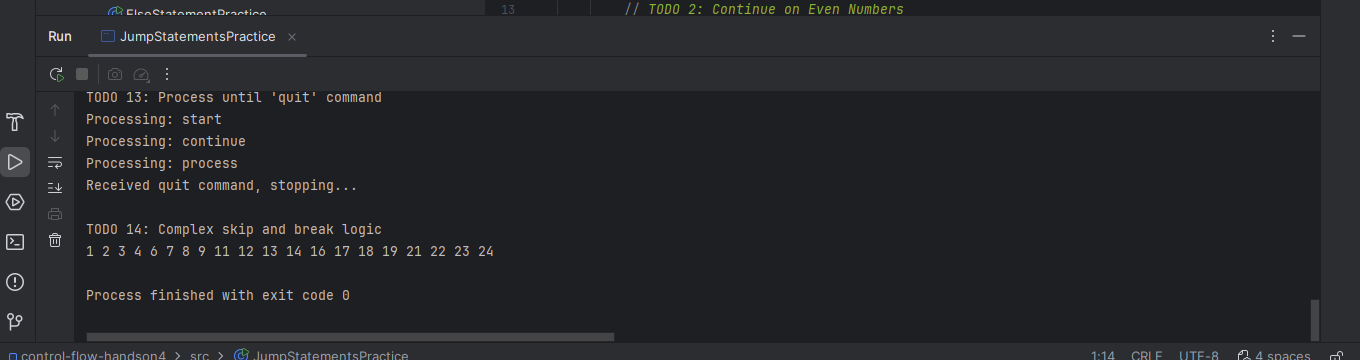 ElseStatementPractice
13 // TODO 2: Continue on Even Numbers
Run JumpStatementsPractice
TODO 13: Process until 'quit' command
Processing: start
Processing: continue
Processing: process
Received quit command, stopping...
TODO 14: Complex skip and break logic
1 2 3 4 6 7 8 9 11 12 13 14 16 17 18 19 21 22 23 24
Process finished with exit code 0
control-flow-handson4 > src > JumpStatementsPractice 1:14 CRLF UTF-8 4 spaces